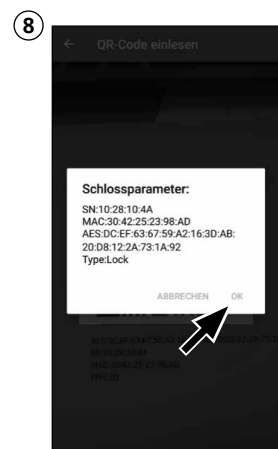 8
QR-Code einlesen
Schlossparameter:
SN:10:28:10:4A
MAC:30:42:25:23:98:AD
AES:DC:EF:63:67:59:A2:16:3D:AB:
20:D8:12:2A:73:1A:92
Type:Lock
ABBRECHEN OK